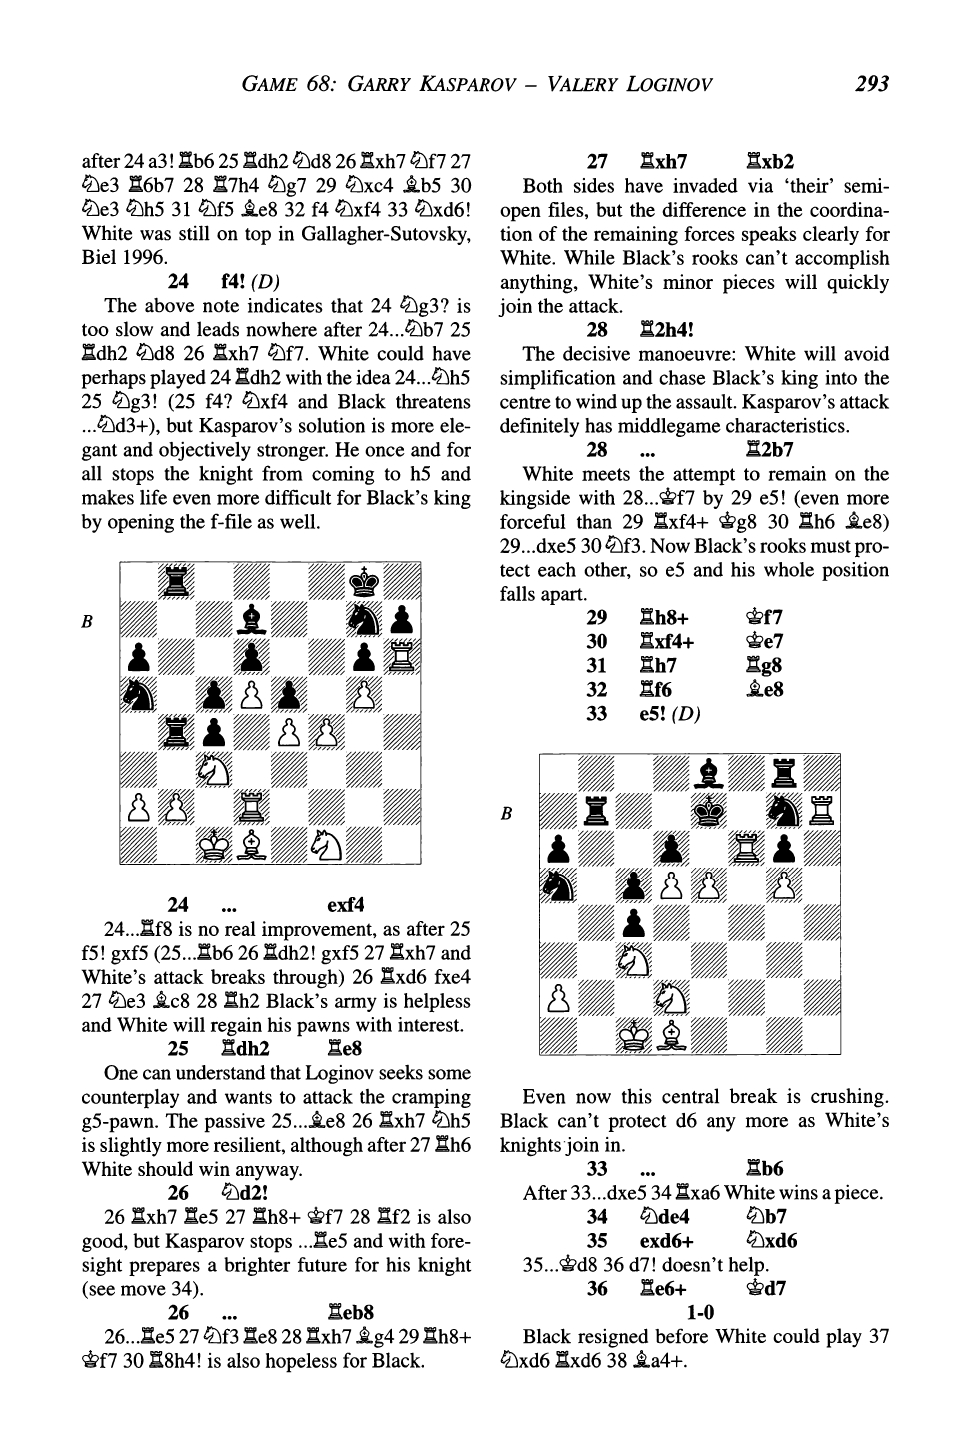 GAME 68: GARRY KASPAROV – VALERY LOGINOV 293
after 24 a3! ♖b6 25 ♖dh2 ♘d8 26 ♖xh7 ♘f7 27
♘e3 ♖6b7 28 ♖7h4 ♘g7 29 ♘xc4 ♗b5 30
♘e3 ♘h5 31 ♘f5 ♗e8 32 f4 ♘xf4 33 ♘xd6!
White was still on top in Gallagher-Sutovsky,
Biel 1996.
24 f4! (D)
The above note indicates that 24 ♘g3? is
too slow and leads nowhere after 24...♘b7 25
♖dh2 ♘d8 26 ♖xh7 ♘f7. White could have
perhaps played 24 ♖dh2 with the idea 24...♘h5
25 ♘g3! (25 f4? ♘xf4 and Black threatens
...♘d3+), but Kasparov's solution is more ele-
gant and objectively stronger. He once and for
all stops the knight from coming to h5 and
makes life even more difficult for Black's king
by opening the f-file as well.
B
24 ... exf4
24...♖f8 is no real improvement, as after 25
f5! gxf5 (25...♖b6 26 ♖dh2! gxf5 27 ♖xh7 and
White's attack breaks through) 26 ♖xd6 fxe4
27 ♘e3 ♗c8 28 ♖h2 Black's army is helpless
and White will regain his pawns with interest.
25 ♖dh2 ♖e8
One can understand that Loginov seeks some
counterplay and wants to attack the cramping
g5-pawn. The passive 25...♗e8 26 ♖xh7 ♘h5
is slightly more resilient, although after 27 ♖h6
White should win anyway.
26 ♘d2!
26 ♖xh7 ♖e5 27 ♖h8+ ♔f7 28 ♖f2 is also
good, but Kasparov stops ...♖e5 and with fore-
sight prepares a brighter future for his knight
(see move 34).
26 ... ♖eb8
26...♖e5 27 ♘f3 ♖e8 28 ♖xh7 ♗g4 29 ♖h8+
♔f7 30 ♖8h4! is also hopeless for Black.
27 ♖xh7 ♖xb2
Both sides have invaded via 'their' semi-
open files, but the difference in the coordina-
tion of the remaining forces speaks clearly for
White. While Black's rooks can't accomplish
anything, White's minor pieces will quickly
join the attack.
28 ♖2h4!
The decisive manoeuvre: White will avoid
simplification and chase Black's king into the
centre to wind up the assault. Kasparov's attack
definitely has middlegame characteristics.
28 ... ♖2b7
White meets the attempt to remain on the
kingside with 28...♔f7 by 29 e5! (even more
forceful than 29 ♖xf4+ ♔g8 30 ♖h6 ♗e8)
29...dxe5 30 ♘f3. Now Black's rooks must pro-
tect each other, so e5 and his whole position
falls apart.
29 ♖h8+ ♔f7
30 ♖xf4+ ♔e7
31 ♖h7 ♖g8
32 ♖f6 ♗e8
33 e5! (D)
B
Even now this central break is crushing.
Black can't protect d6 any more as White's
knights join in.
33 ... ♖b6
After 33...dxe5 34 ♖xa6 White wins a piece.
34 ♘de4 ♘b7
35 exd6+ ♘xd6
35...♔d8 36 d7! doesn't help.
36 ♖e6+ ♔d7
1-0
Black resigned before White could play 37
♘xd6 ♖xd6 38 ♗a4+.